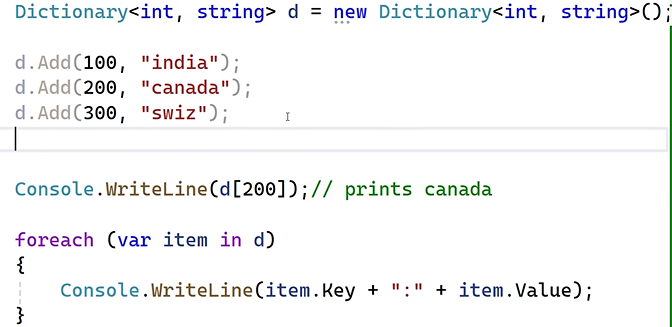 Dictionary<int, string> d = new Dictionary<int, string>();
d.Add(100, "india");
d.Add(200, "canada");
d.Add(300, "swiz");
Console.WriteLine(d[200]);// prints canada
foreach (var item in d)
{
Console.WriteLine(item.Key + ":" + item.Value);
}